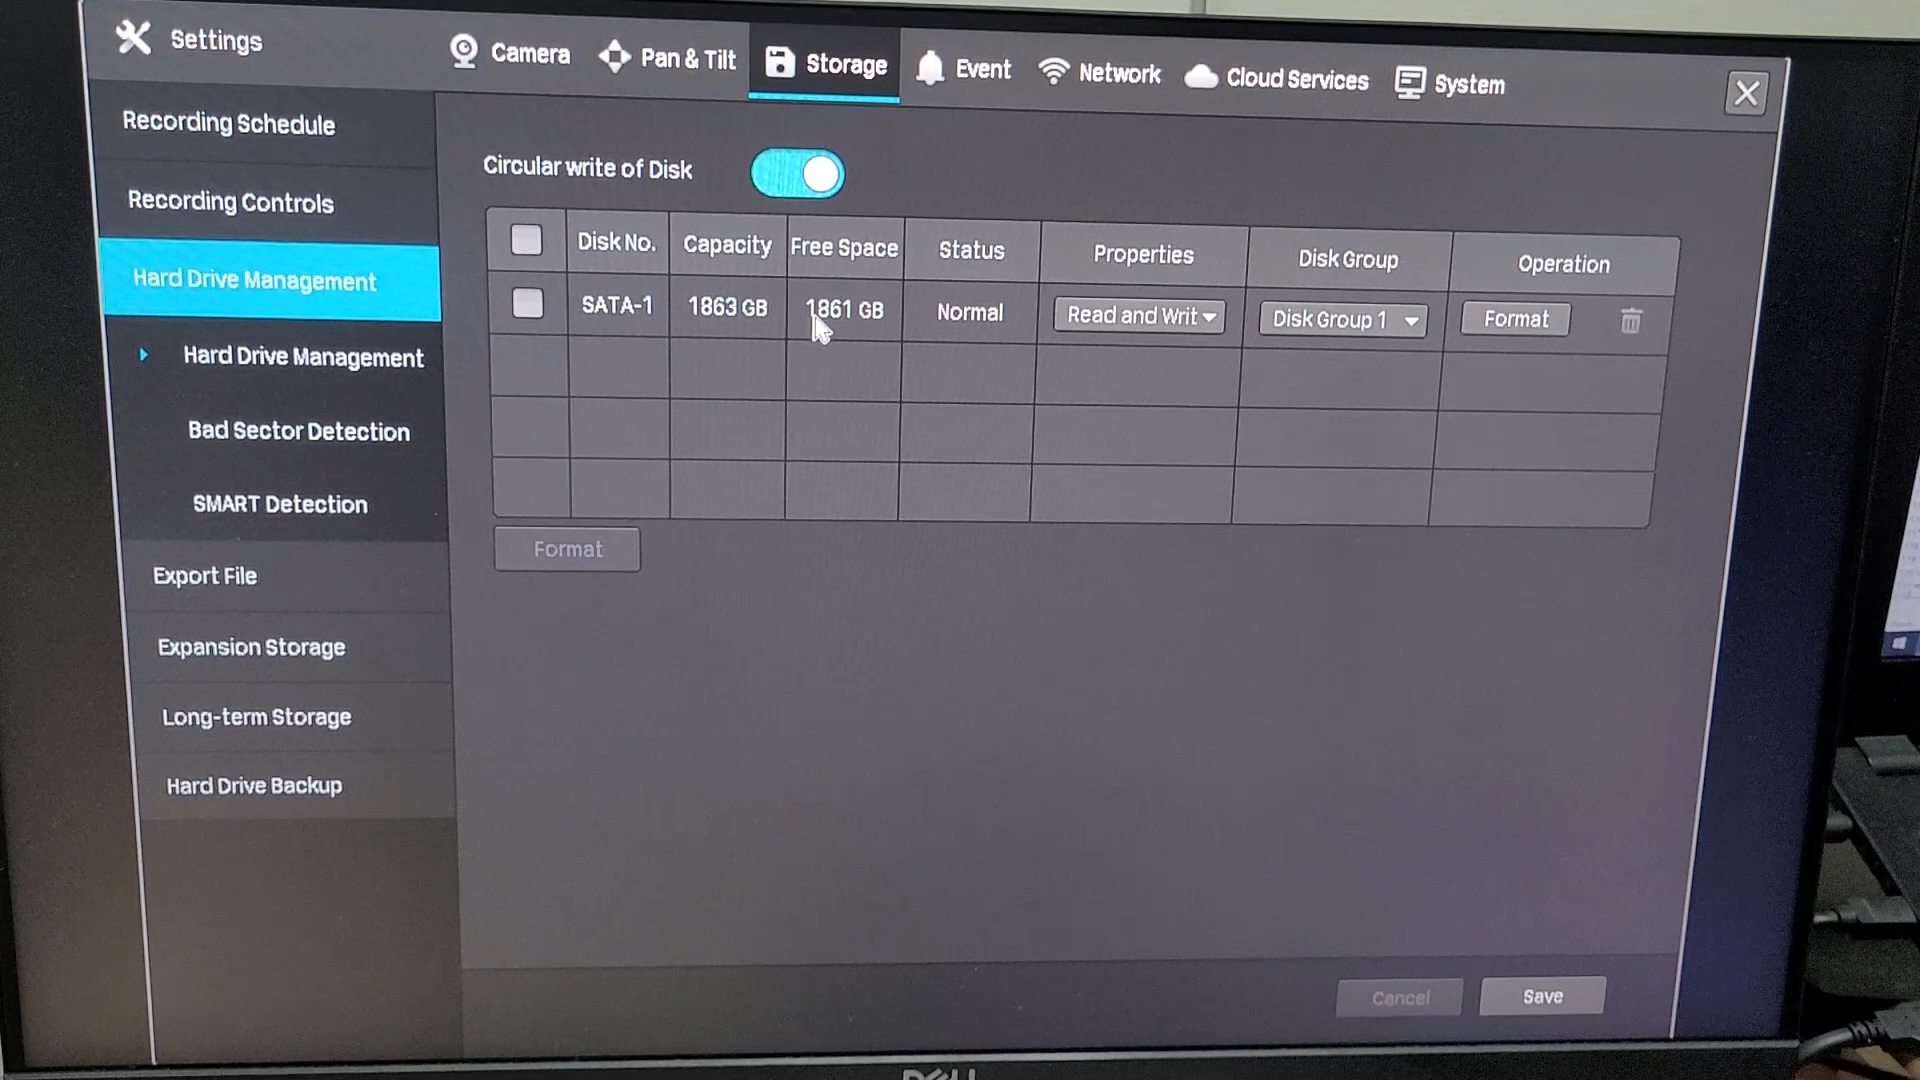 Settings
Camera
Pan & Tilt
Storage
Event
Network
Cloud Services
System
Recording Schedule
Recording Controls
Hard Drive Management
Hard Drive Management
Bad Sector Detection
SMART Detection
Export File
Expansion Storage
Long-term Storage
Hard Drive Backup
Circular write of Disk
Disk No. Capacity Free Space Status Properties Disk Group Operation
SATA-1 1863 GB 1861 GB Normal Read and Writ Disk Group 1 Format
Format
Cancel
Save
DELL